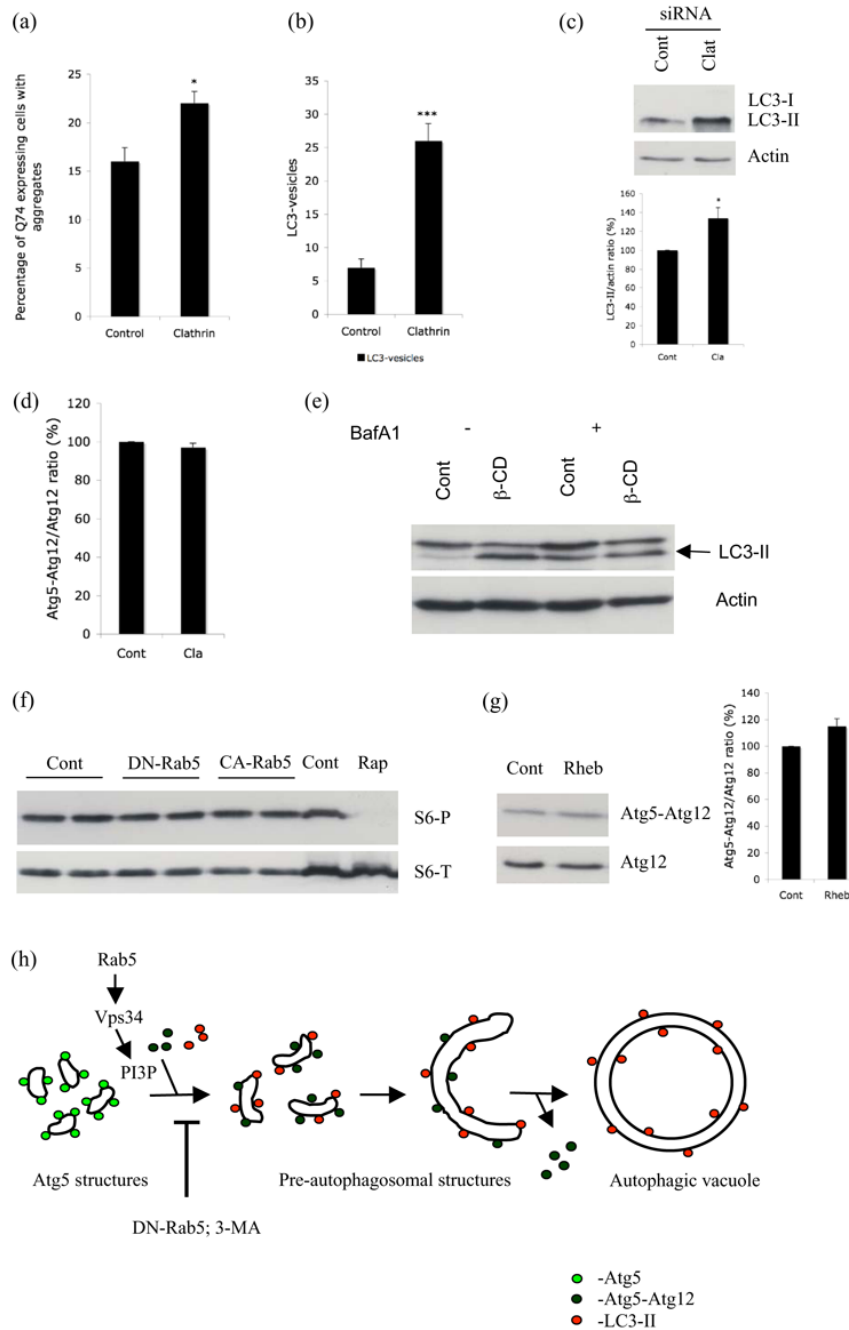 (a)
Percentage of Q74 expressing cells with
aggregates
25
20
15
10
5
0
*
Control
Clathrin
(b)
LC3-vesicles
35
30
25
20
15
10
5
0
***
Control
Clathrin
LC3-vesicles
(c)
siRNA
Cont
Clat
LC3-I
LC3-II
Actin
LC3-II/actin ratio (%)
160
140
120
100
80
60
40
20
0
*
Cont
Cla
(d)
Atg5-Atg12/Atg12 ratio (%)
120
100
80
60
40
20
0
Cont
Cla
(e)
BafA1
-
+
Cont
β-CD
Cont
β-CD
LC3-II
Actin
(f)
Cont
DN-Rab5
CA-Rab5
Cont
Rap
S6-P
S6-T
(g)
Cont
Rheb
Atg5-Atg12
Atg12
Atg5-Atg12/Atg12 ratio (%)
140
120
100
80
60
40
20
0
Cont
Rheb
(h)
Rab5
Vps34
PI3P
Atg5 structures
Pre-autophagosomal structures
Autophagic vacuole
DN-Rab5; 3-MA
-Atg5
-Atg5-Atg12
-LC3-II